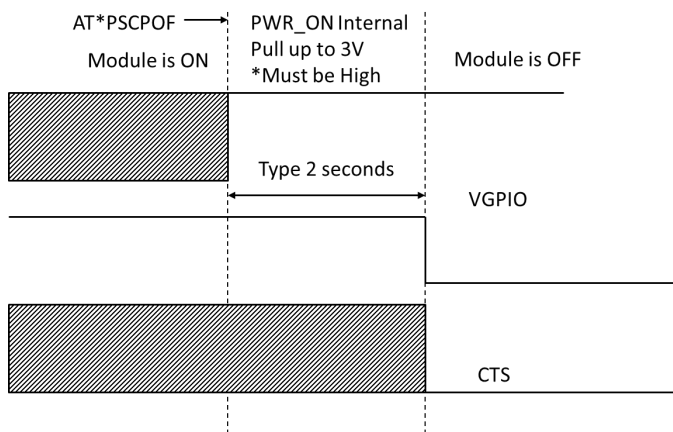 AT*PSCPOF
Module is ON
PWR_ON Internal
Pull up to 3V
*Must be High
Module is OFF
Type 2 seconds
VGPIO
CTS